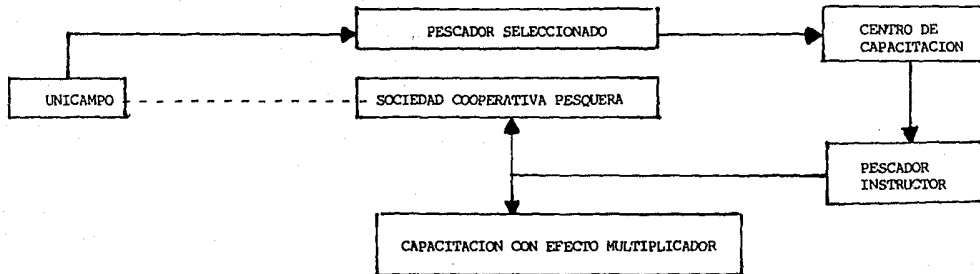 PESCADOR SELECCIONADO
CENTRO DE
CAPACITACION
UNICAMPO
SOCIEDAD COOPERATIVA PESQUERA
PESCADOR
INSTRUCTOR
CAPACITACION CON EFECTO MULTIPLICADOR